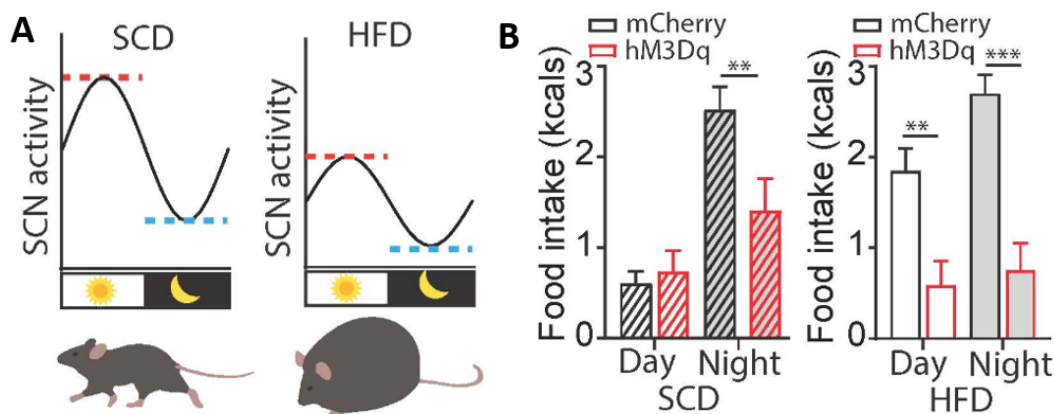 A
SCD
HFD
SCN activity
SCN activity
B
mCherry
hM3Dq
Food intake (kcals)
3
2
1
0
**
Day Night
SCD
mCherry
hM3Dq
Food intake (kcals)
3
2
1
0
**
***
Day Night
HFD